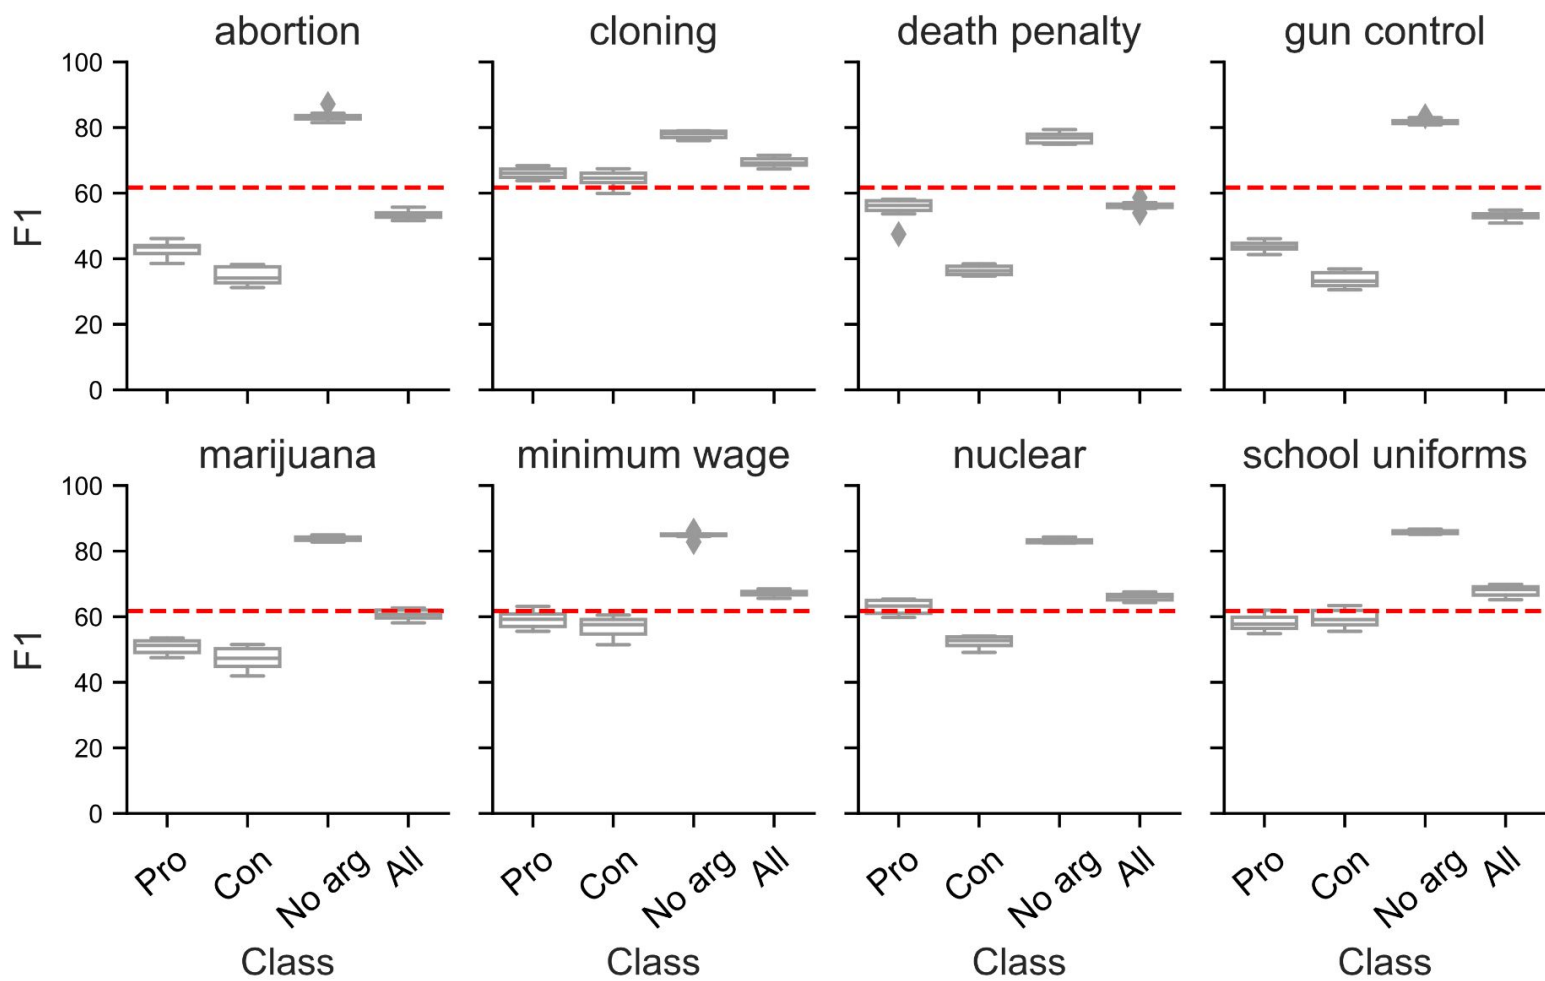 abortion cloning death penalty gun control
100
80
60
40
20
0
F1
marijuana minimum wage nuclear school uniforms
100
80
60
40
20
0
F1
Pro Con No arg All Pro Con No arg All Pro Con No arg All Pro Con No arg All
Class Class Class Class